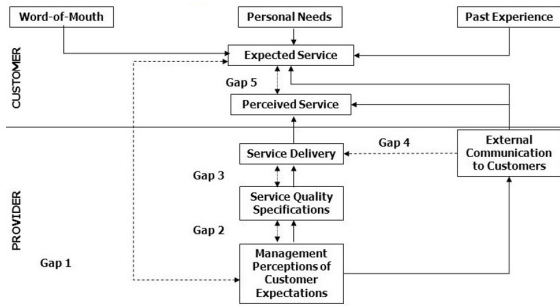 Word-of-Mouth
Personal Needs
Past Experience
CUSTOMER
Expected Service
Gap 5
Perceived Service
PROVIDER
Service Delivery
Gap 4
External
Communication
to Customers
Gap 3
Service Quality
Specifications
Gap 2
Gap 1
Management
Perceptions of
Customer
Expectations